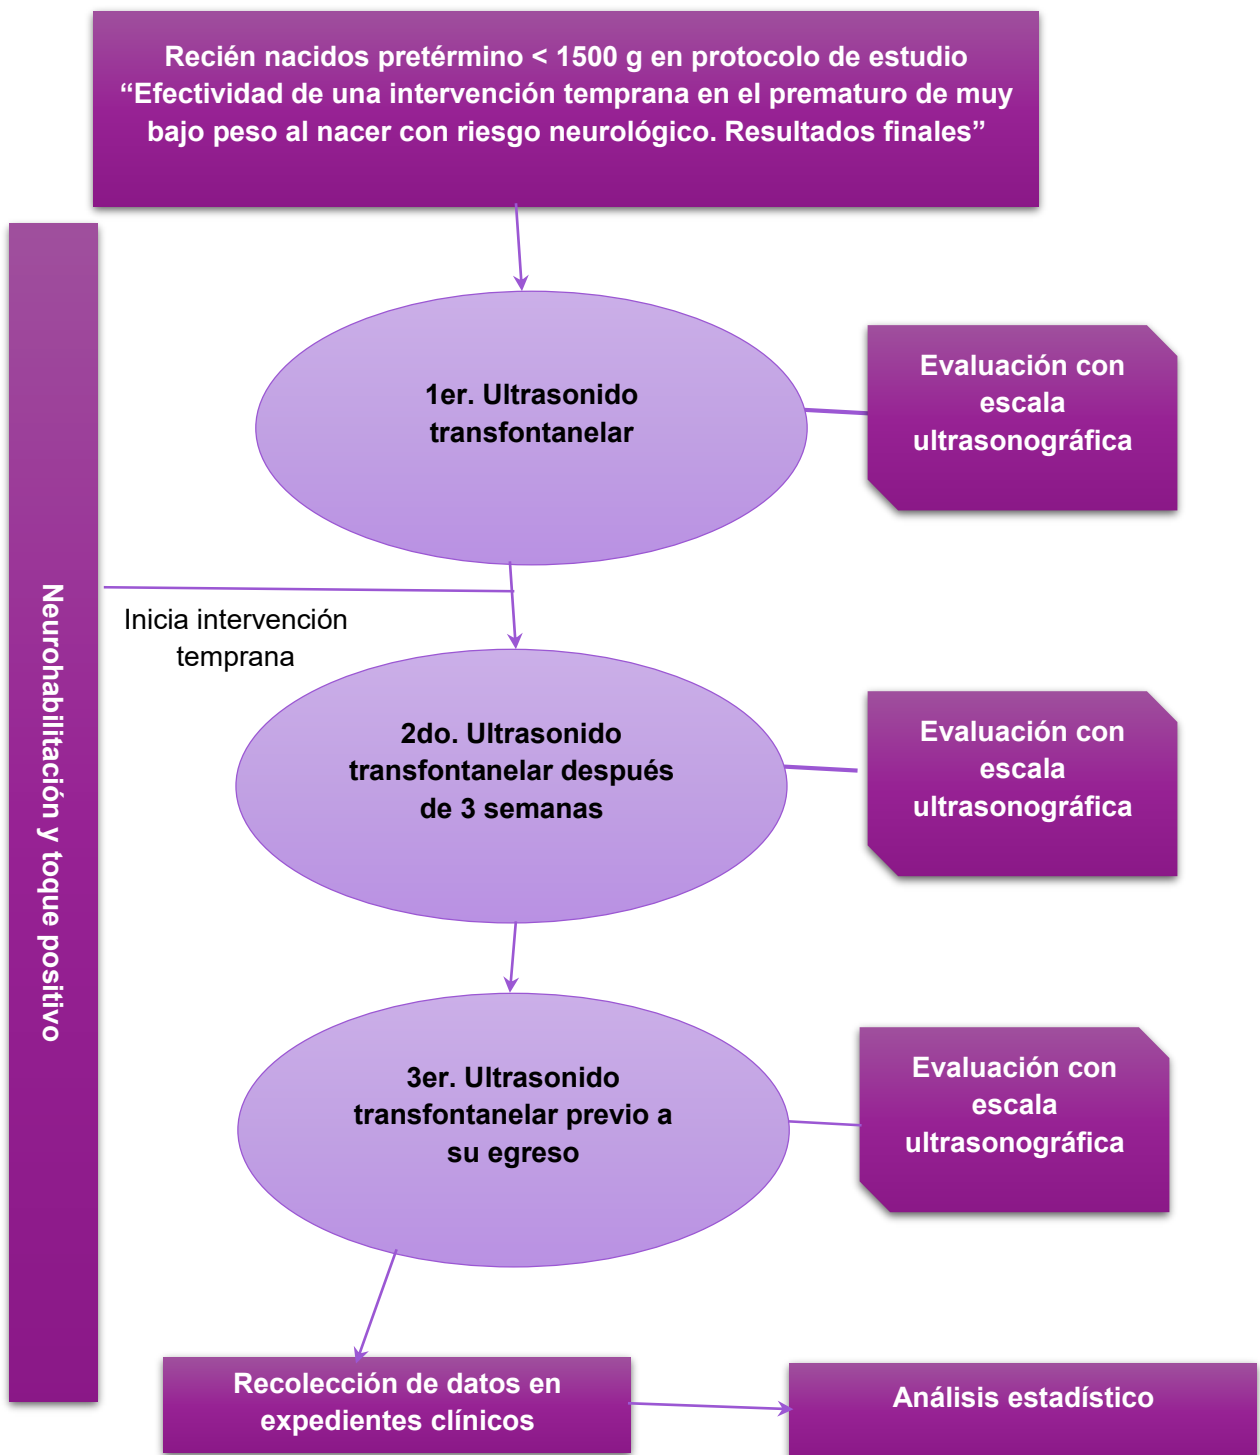 Recién nacidos pretérmino < 1500 g en protocolo de estudio
“Efectividad de una intervención temprana en el prematuro de muy
bajo peso al nacer con riesgo neurológico. Resultados finales”
1er. Ultrasonido
transfontanelar
Evaluación con
escala
ultrasonográfica
Neurohabilitación y toque positivo
Inicia intervención
temprana
2do. Ultrasonido
transfontanelar después
de 3 semanas
Evaluación con
escala
ultrasonográfica
3er. Ultrasonido
transfontanelar previo a
su egreso
Evaluación con
escala
ultrasonográfica
Recolección de datos en
expedientes clínicos
Análisis estadístico